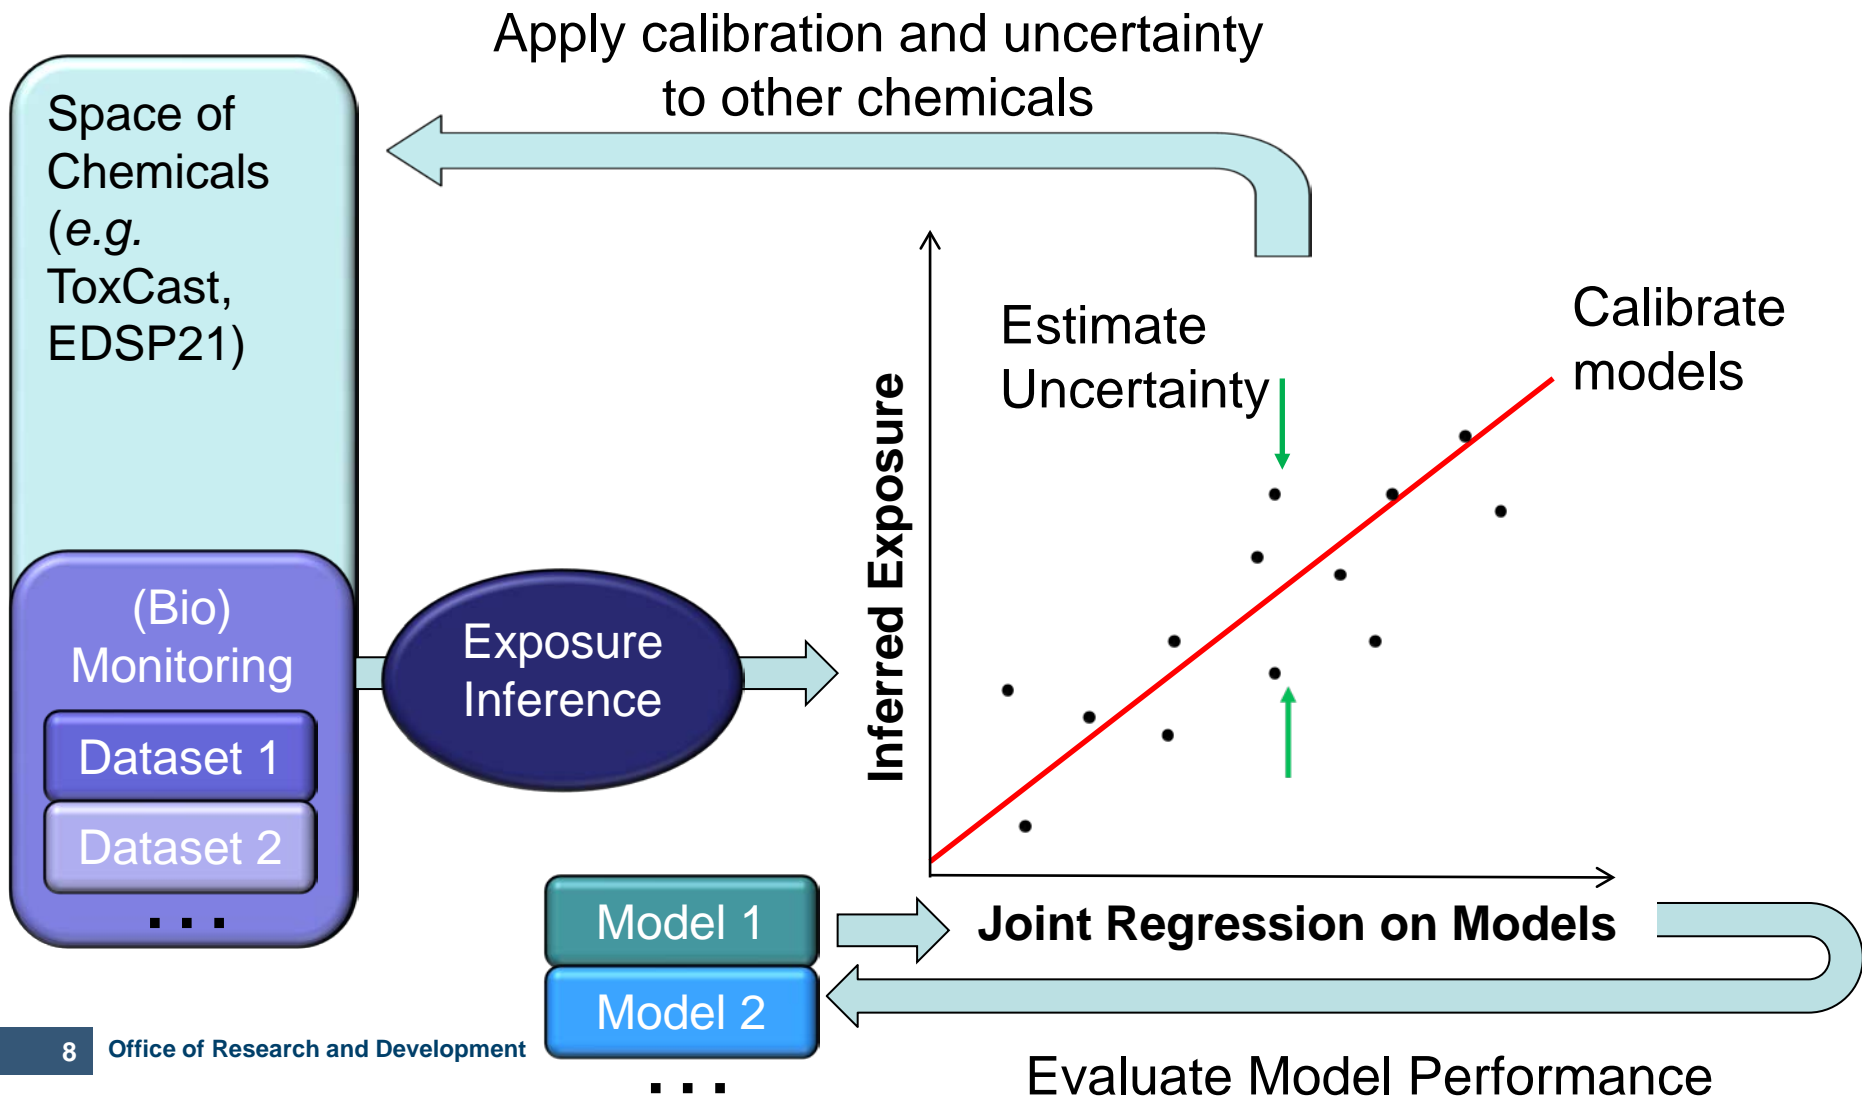 Apply calibration and uncertainty
to other chemicals
Space of
Chemicals
(e.g.
ToxCast,
EDSP21)
Estimate
Uncertainty
Calibrate
models
Inferred Exposure
(Bio)
Monitoring
Dataset 1
Dataset 2
. . .
Exposure
Inference
Model 1
Model 2
. . .
Joint Regression on Models
Evaluate Model Performance
8
Office of Research and Development